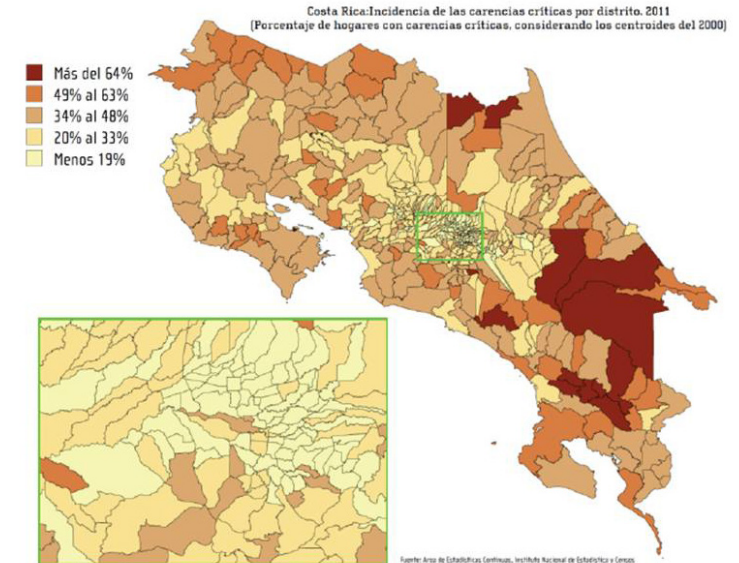 Costa Rica:Incidencia de las carencias críticas por distrito. 2011
(Porcentaje de hogares con carencias críticas, considerando los centroides del 2000)
Más del 64%
49% al 63%
34% al 48%
20% al 33%
Menos 19%
Fuente: Area de Estadísticas Continuas, Instituto Nacional de Estadística y Censos